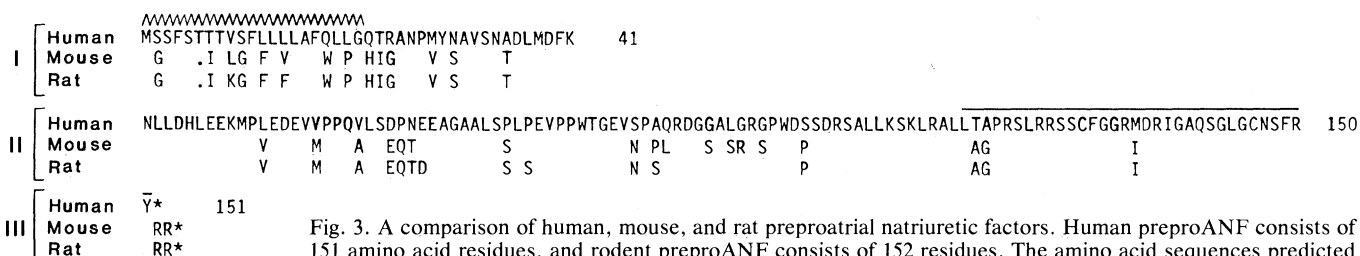 Human MSSFSTTTVSFLLLLAFQLLGQTRANPMYNAVSNADLMDFK 41
I Mouse G .I LG F V W P HIG V S T
Rat G .I KG F F W P HIG V S T
Human NLLDHLEEKMPLEDEVVPPQVLSDPNEEAGAALSPLPEVPPWTGEVSPAQRDGGALGRGPWDSSDRSALLKSKLRALLTAPRSLRRSSCFGGRMDRIGAQSGLGCNSFR 150
II Mouse V M A EQT S N PL S SR S P AG I
Rat V M A EQTD S S N S P AG I
Human Y* 151
III Mouse RR*
Rat RR*
Fig. 3. A comparison of human, mouse, and rat preproatrial natriuretic factors. Human preproANF consists of
151 amino acid residues, and rodent preproANF consists of 152 residues. The amino acid sequences predicted